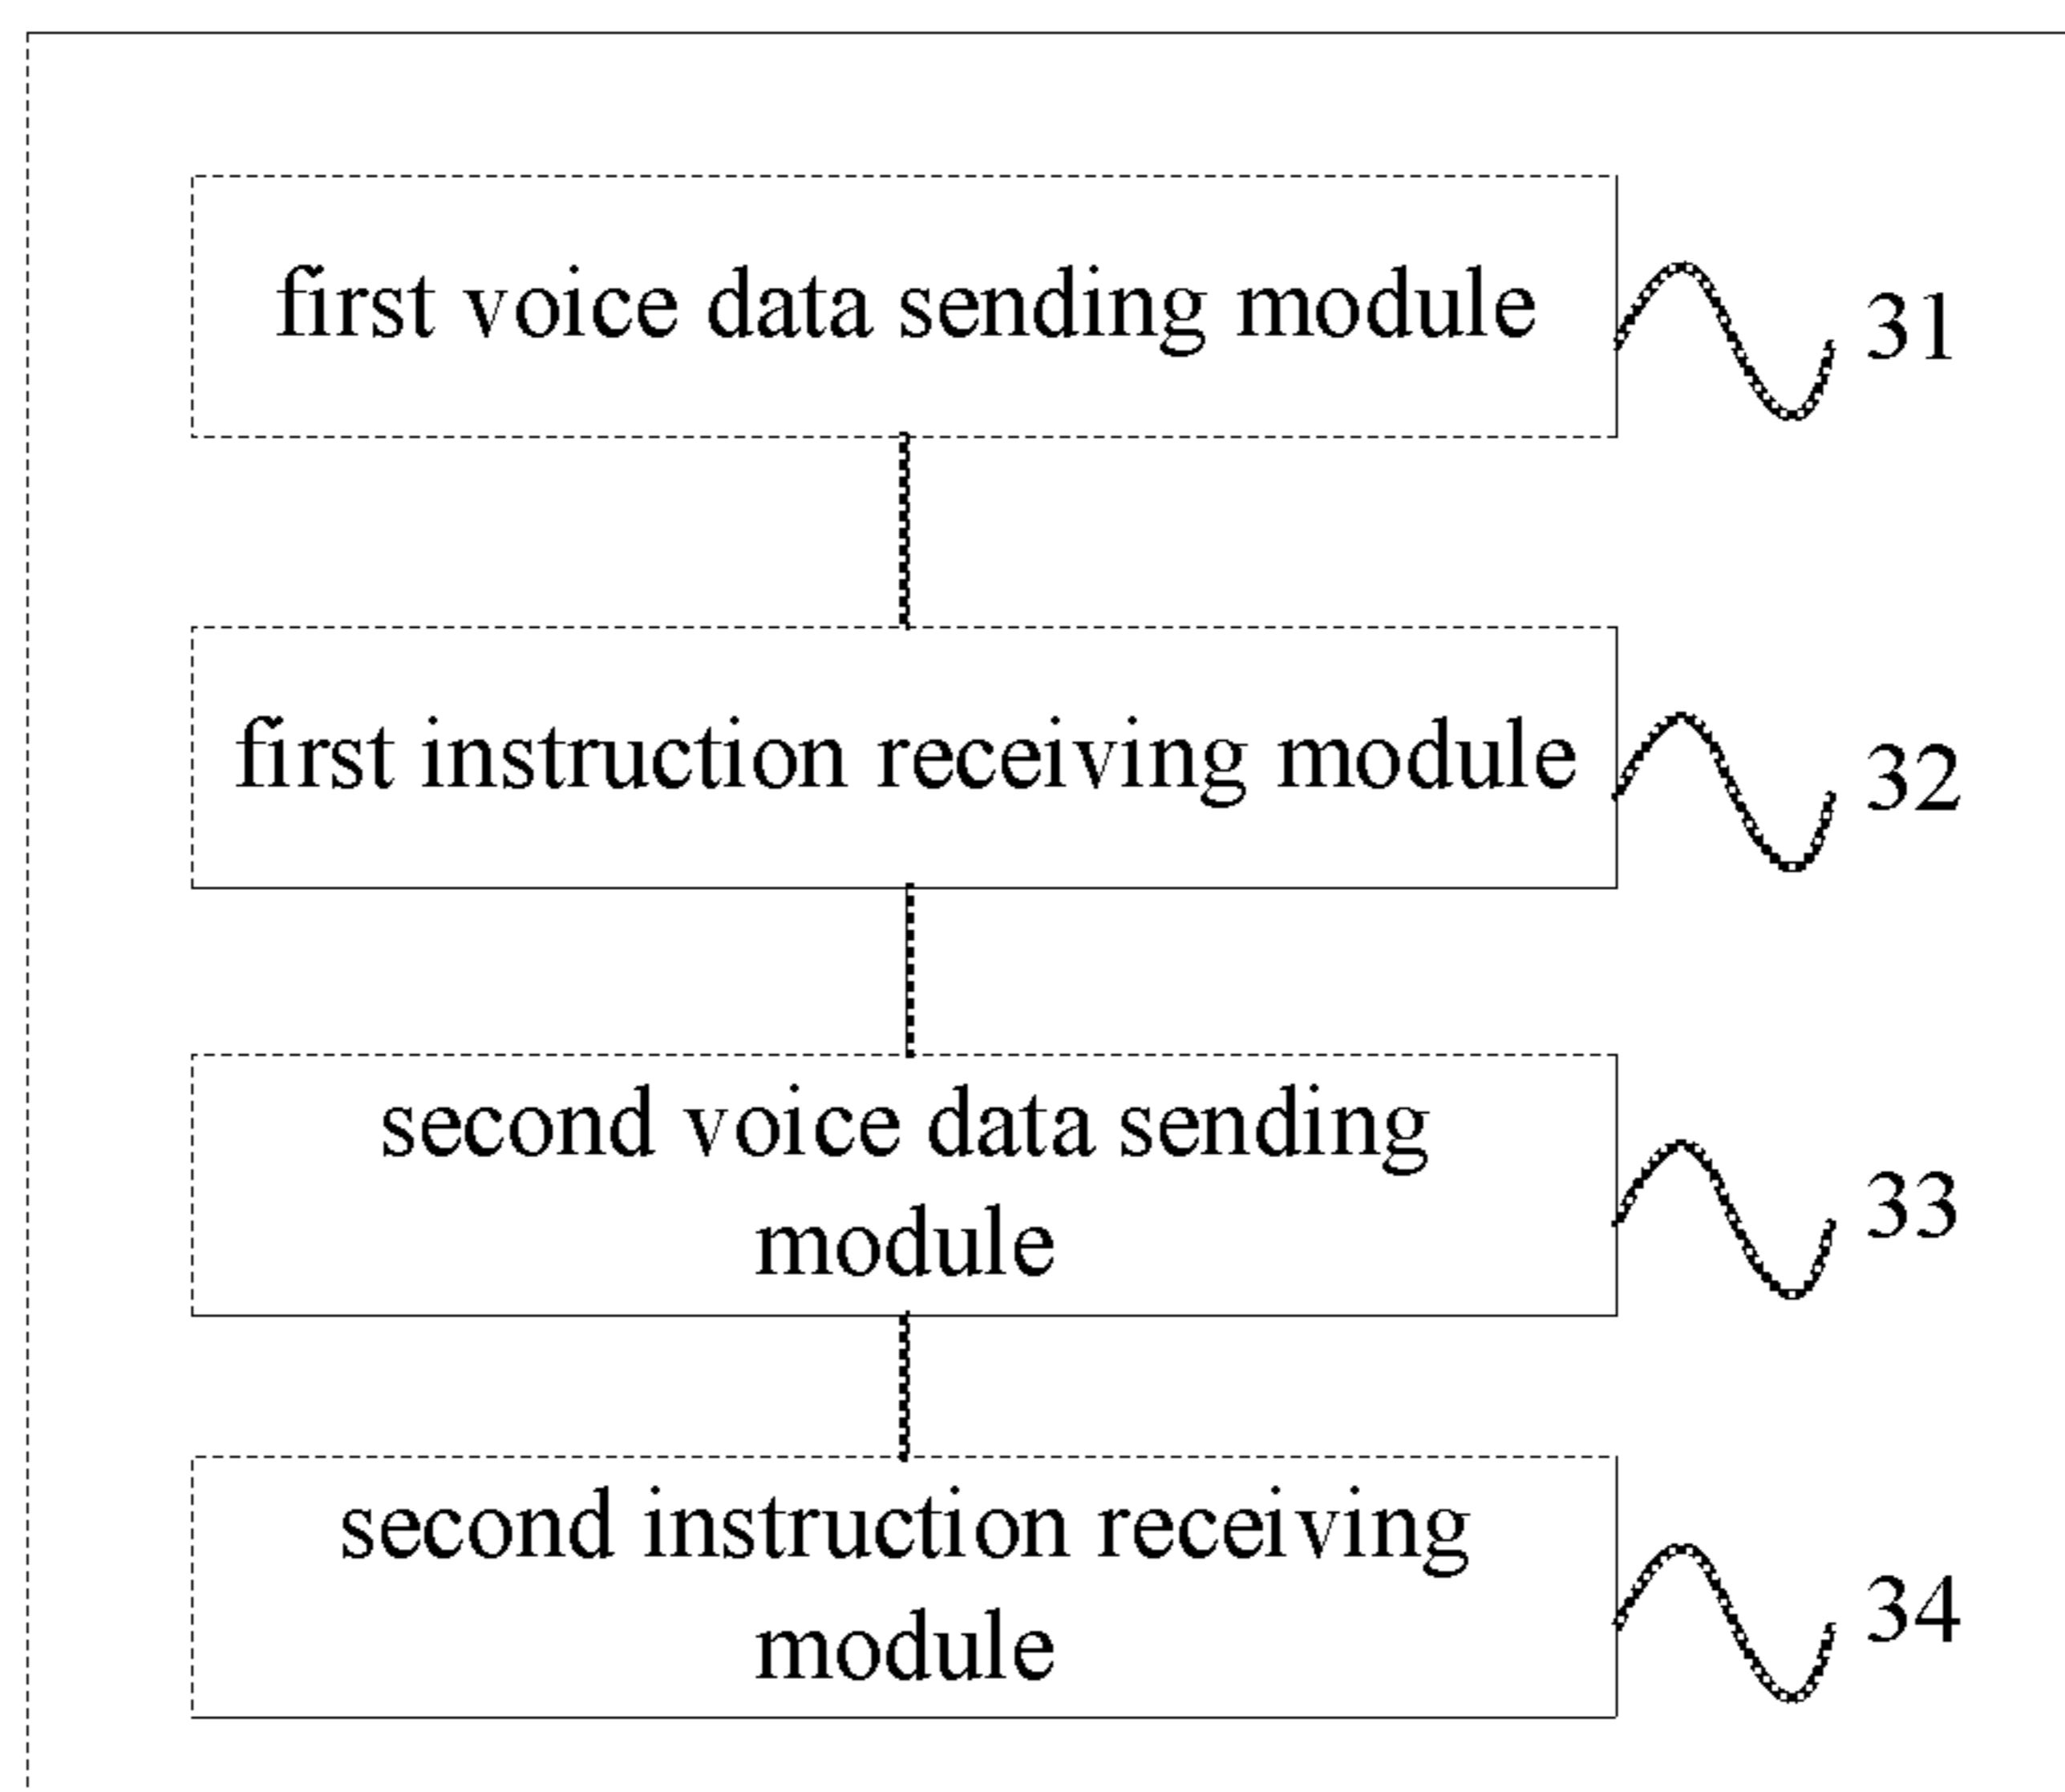 first voice data sending module
31
first instruction receiving module
32
second voice data sending
module
33
second instruction receiving
module
34